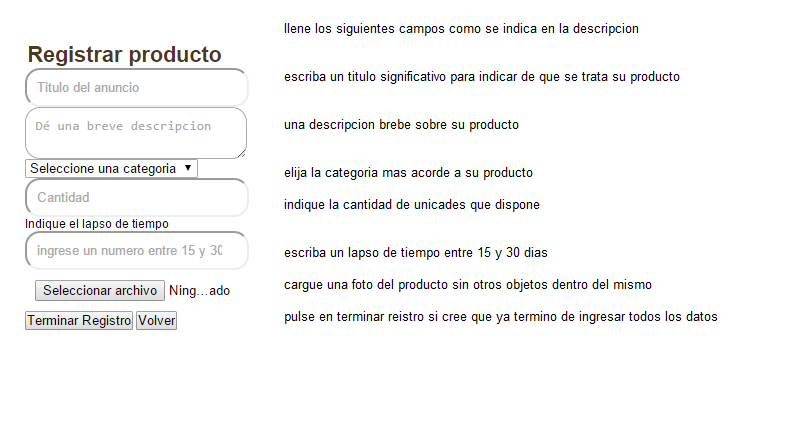 llene los siguientes campos como se indica en la descripcion
Registrar producto
Titulo del anuncio
escriba un titulo significativo para indicar de que se trata su producto
Dé una breve descripcion
una descripcion brebe sobre su producto
Seleccione una categoria
elija la categoria mas acorde a su producto
Cantidad
indique la cantidad de unicades que dispone
Indique el lapso de tiempo
ingrese un numero entre 15 y 30
escriba un lapso de tiempo entre 15 y 30 dias
Seleccionar archivo Ning...ado
cargue una foto del producto sin otros objetos dentro del mismo
Terminar Registro Volver
pulse en terminar reistro si cree que ya termino de ingresar todos los datos